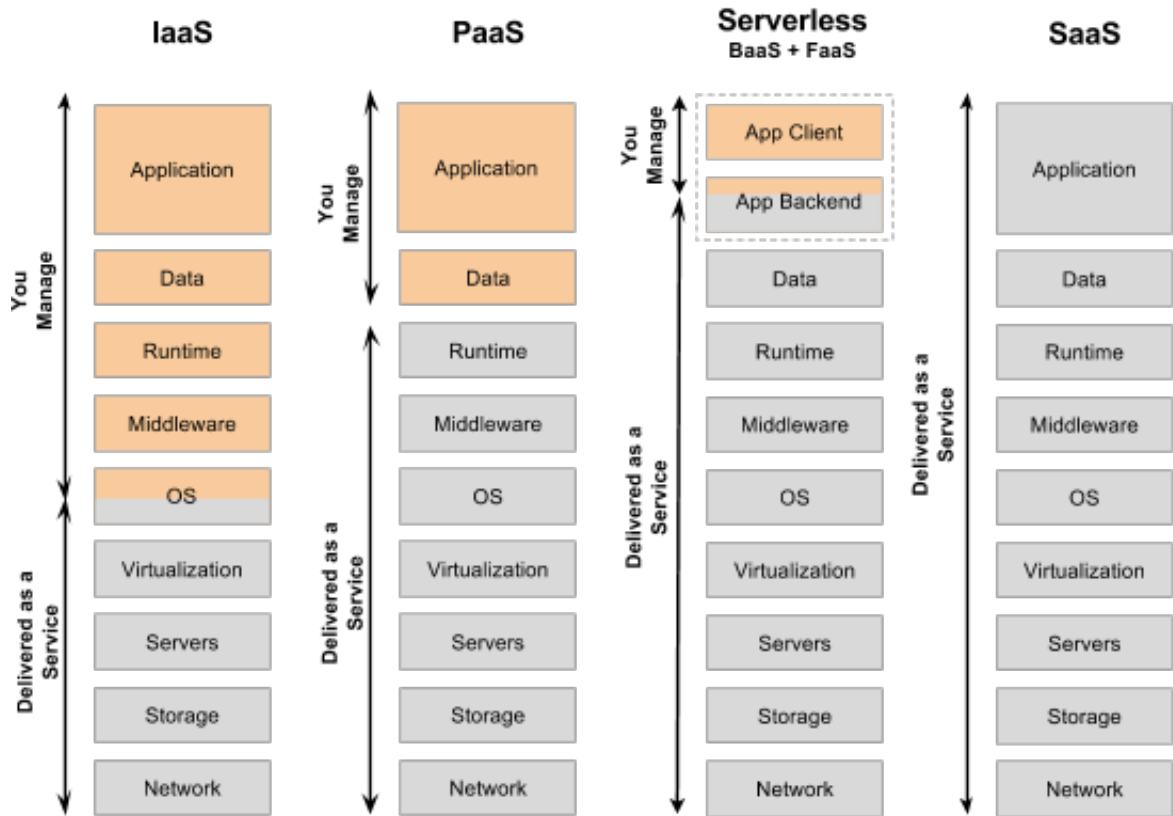 IaaS
You
Manage
Delivered as a
Service
Application
Data
Runtime
Middleware
OS
Virtualization
Servers
Storage
Network
PaaS
You
Manage
Delivered as a
Service
Application
Data
Runtime
Middleware
OS
Virtualization
Servers
Storage
Network
Serverless
BaaS + FaaS
You
Manage
Delivered as a
Service
App Client
App Backend
Data
Runtime
Middleware
OS
Virtualization
Servers
Storage
Network
SaaS
Delivered as a
Service
Application
Data
Runtime
Middleware
OS
Virtualization
Servers
Storage
Network